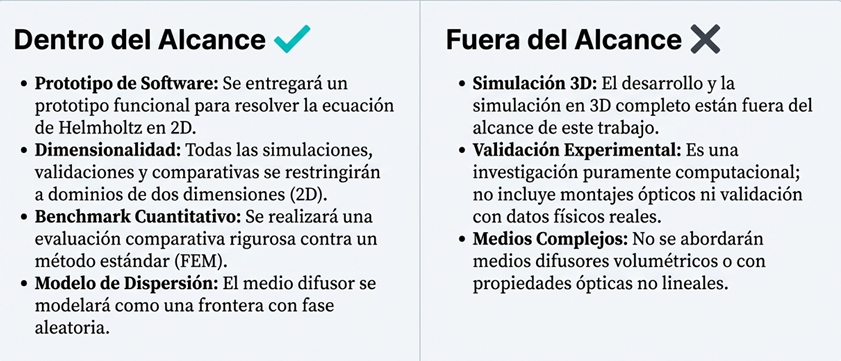 Dentro del Alcance
• Prototipo de Software: Se entregará un
prototipo funcional para resolver la ecuación
de Helmholtz en 2D.
• Dimensionalidad: Todas las simulaciones,
validaciones y comparativas se restringirán
a dominios de dos dimensiones (2D).
• Benchmark Cuantitativo: Se realizará una
evaluación comparativa rigurosa contra un
método estándar (FEM).
• Modelo de Dispersión: El medio difusor se
modelará como una frontera con fase
aleatoria.
Fuera del Alcance
• Simulación 3D: El desarrollo y la
simulación en 3D completo están fuera del
alcance de este trabajo.
• Validación Experimental: Es una
investigación puramente computacional;
no incluye montajes ópticos ni validación
con datos físicos reales.
• Medios Complejos: No se abordarán
medios difusores volumétricos o con
propiedades ópticas no lineales.